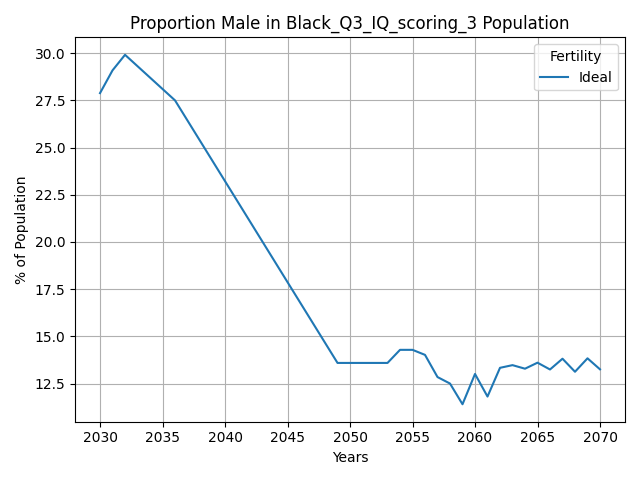 Proportion Male in Black_Q3_IQ_scoring_3 Population
Fertility
Ideal
% of Population
30.0
27.5
25.0
22.5
20.0
17.5
15.0
12.5
2030 2035 2040 2045 2050 2055 2060 2065 2070
Years